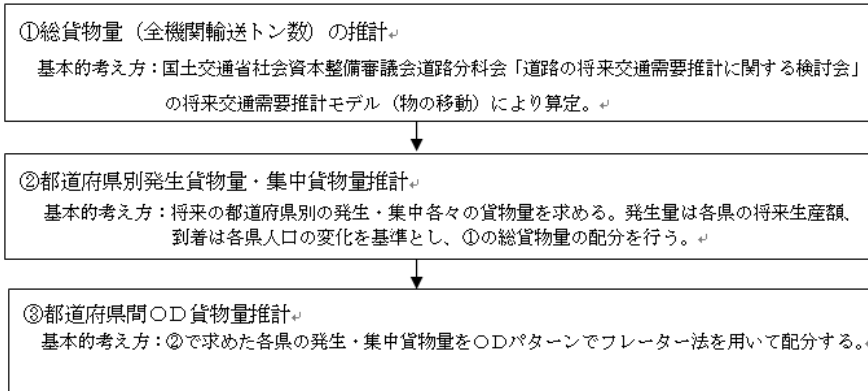 ①総貨物量（全機関輸送トン数）の推計
基本的考え方：国土交通省社会資本整備審議会道路分科会「道路の将来交通需要推計に関する検討会」
の将来交通需要推計モデル（物の移動）により算定。
②都道府県別発生貨物量・集中貨物量推計
基本的考え方：将来の都道府県別の発生・集中各々の貨物量を求める。発生量は各県の将来生産額、
到着は各県人口の変化を基準とし、①の総貨物量の配分を行う。
③都道府県間ＯＤ貨物量推計
基本的考え方：②で求めた各県の発生・集中貨物量をＯＤパターンでフレーター法を用いて配分する。